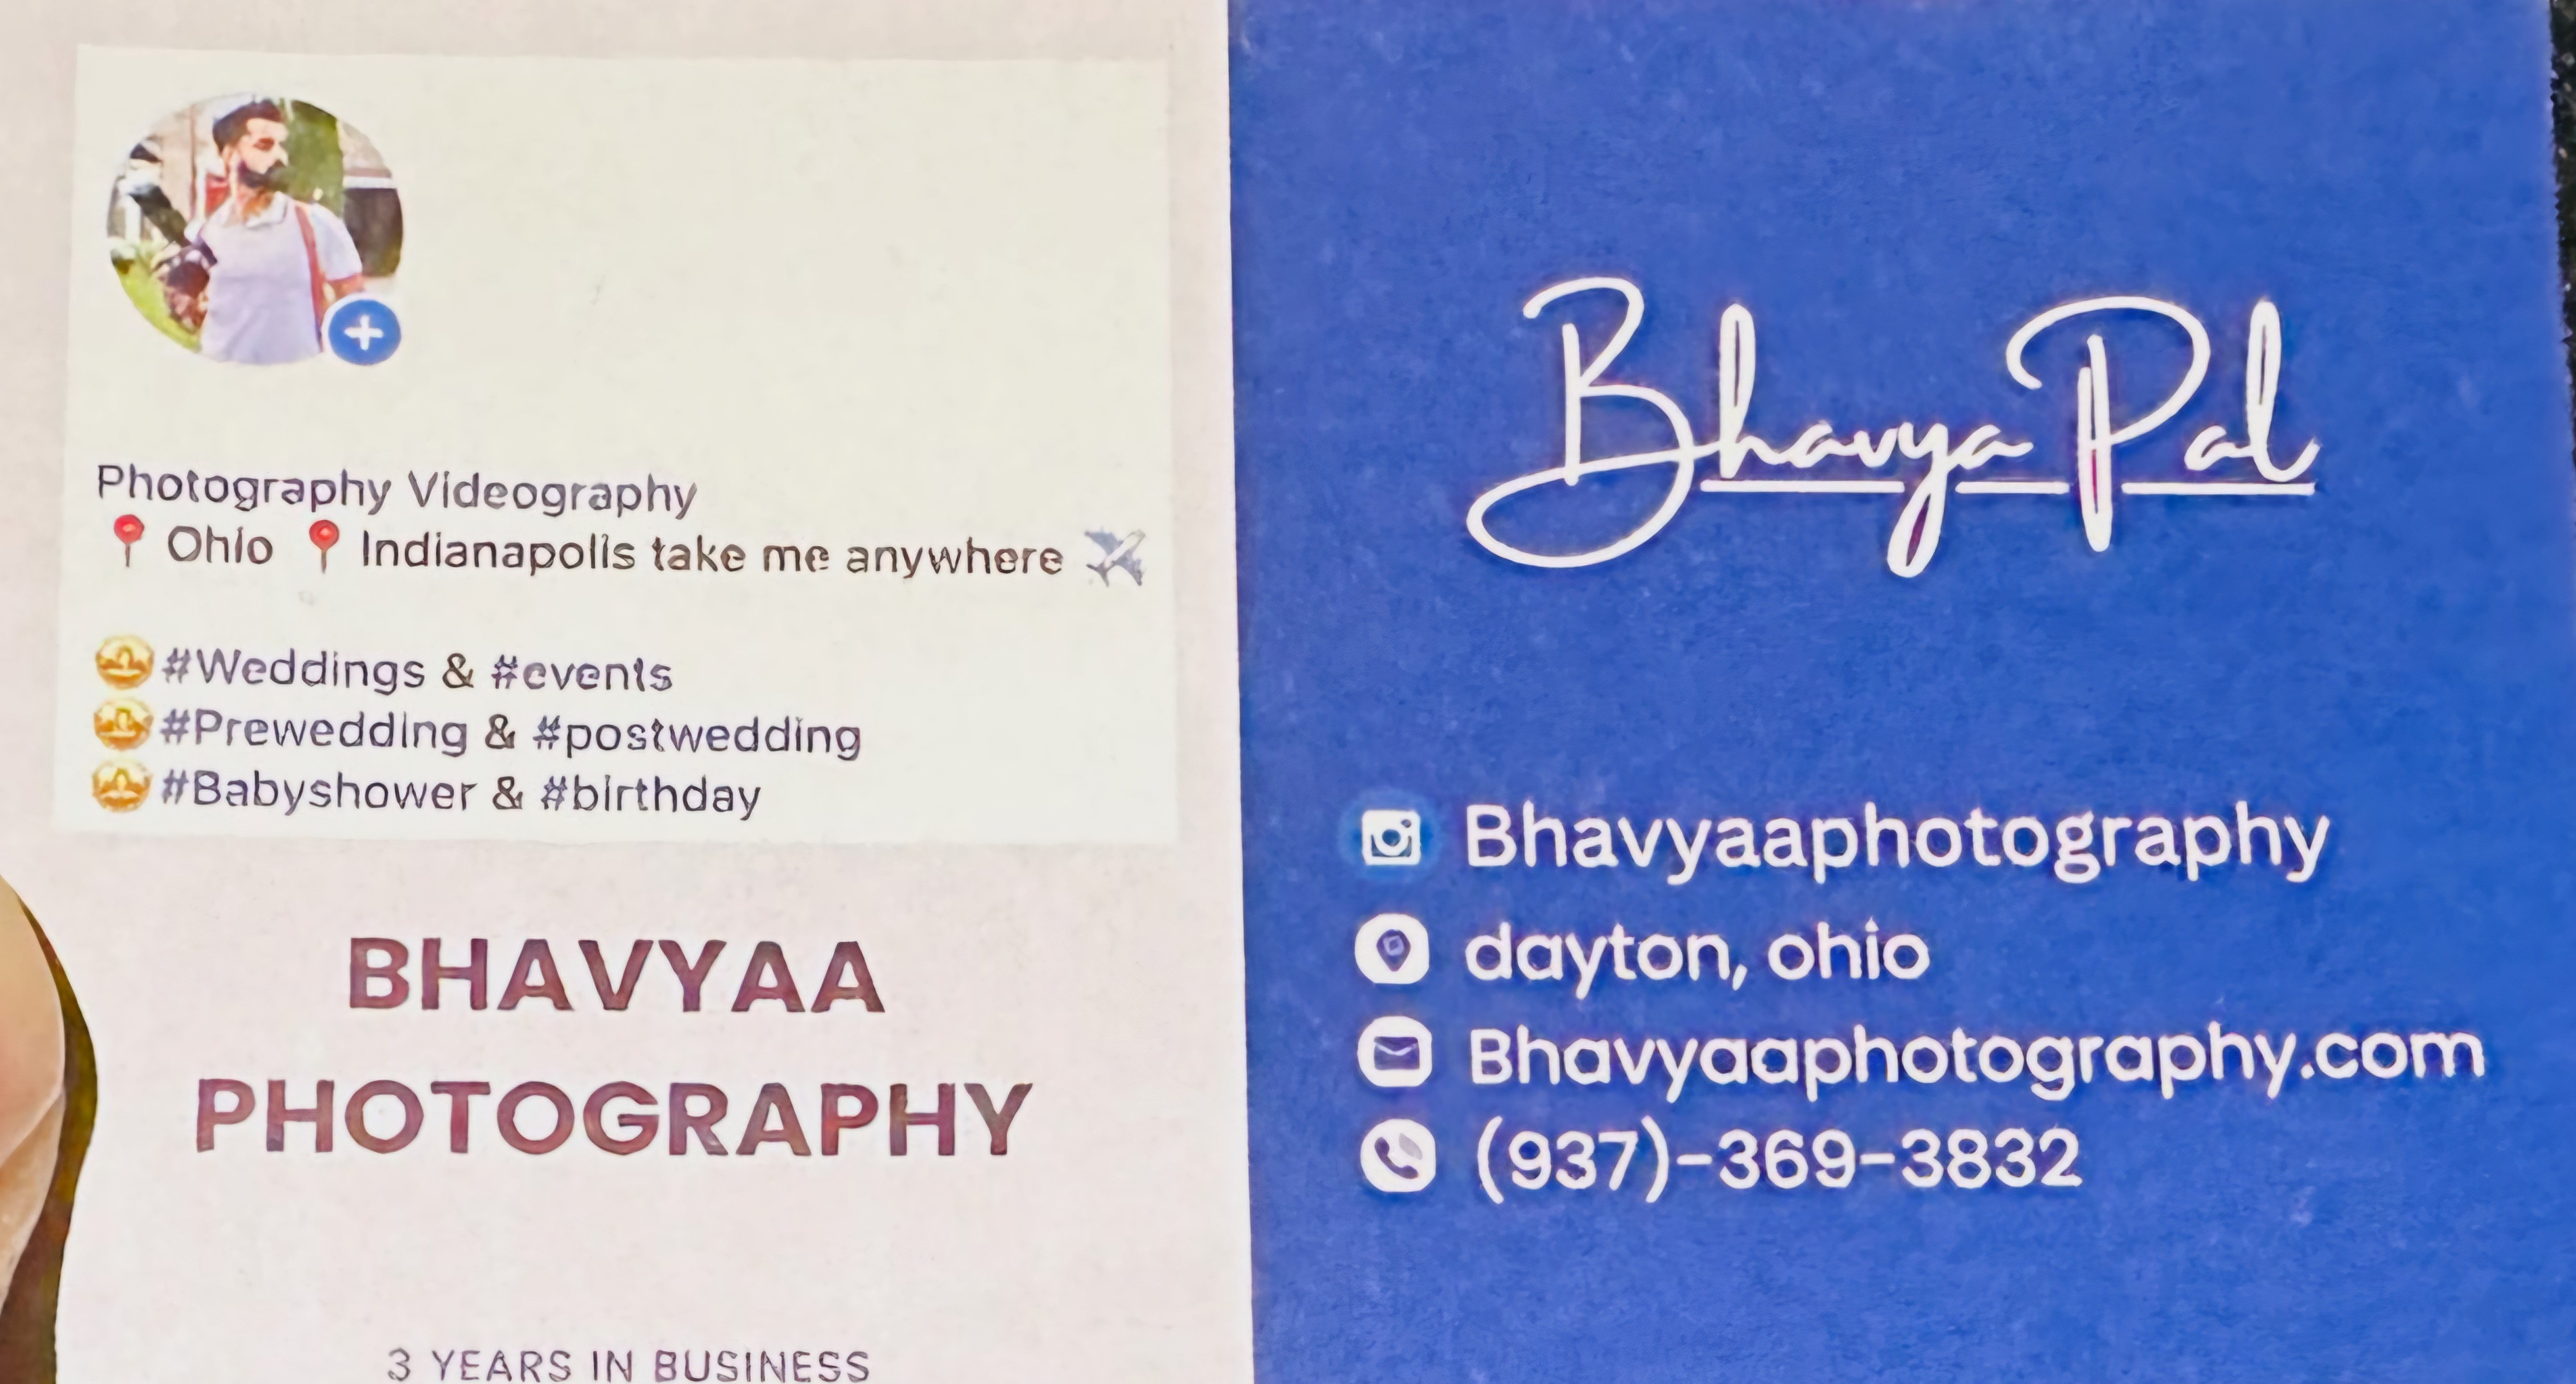 Photography Videography
Ohio Indianapolis take me anywhere
#Weddings & #events
#Prewedding & #postwedding
#Babyshower & #birthday
BHAVYAA
PHOTOGRAPHY
3 YEARS IN BUSINESS
Bhavya Pal
Bhavyaaphotography
dayton, ohio
Bhavyaaphotography.com
(937)-369-3832